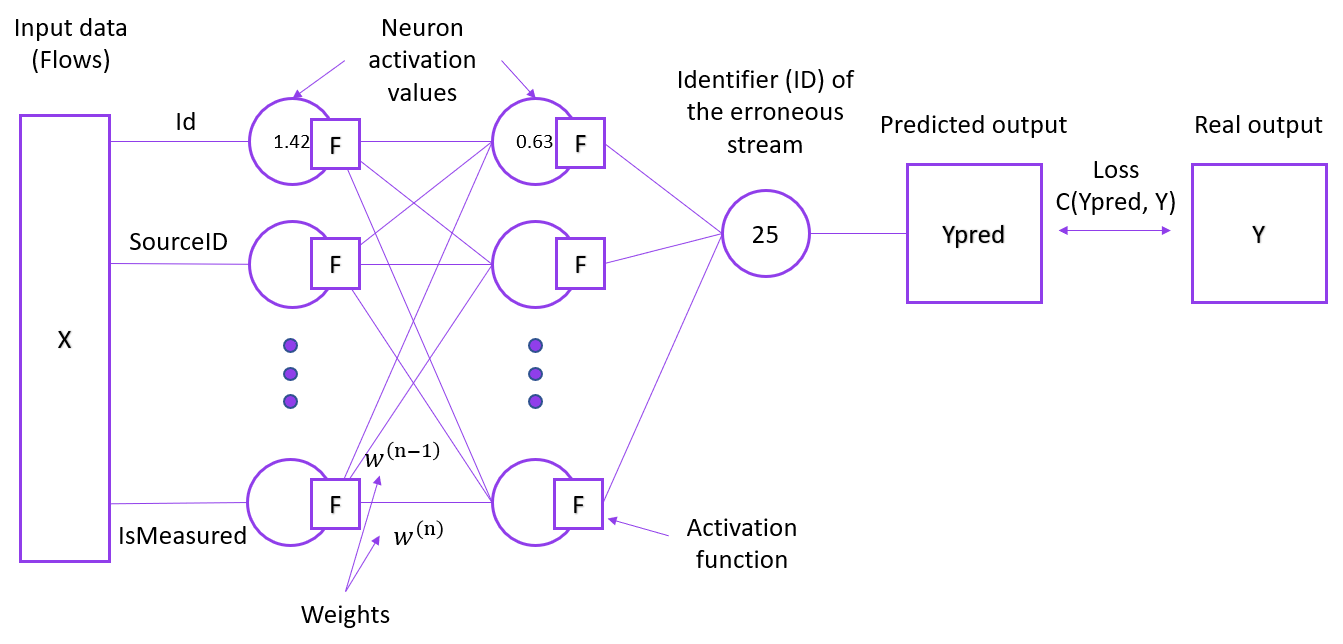 Input data
(Flows)
Neuron
activation
values
Identifier (ID) of
the erroneous
stream
Predicted output
Real output
Id
1.42
F
0.63
F
Loss
C(Ypred, Y)
SourceID
F
F
25
Ypred
Y
X
w^(n−1)
F
F
IsMeasured
w^(n)
Activation
function
Weights